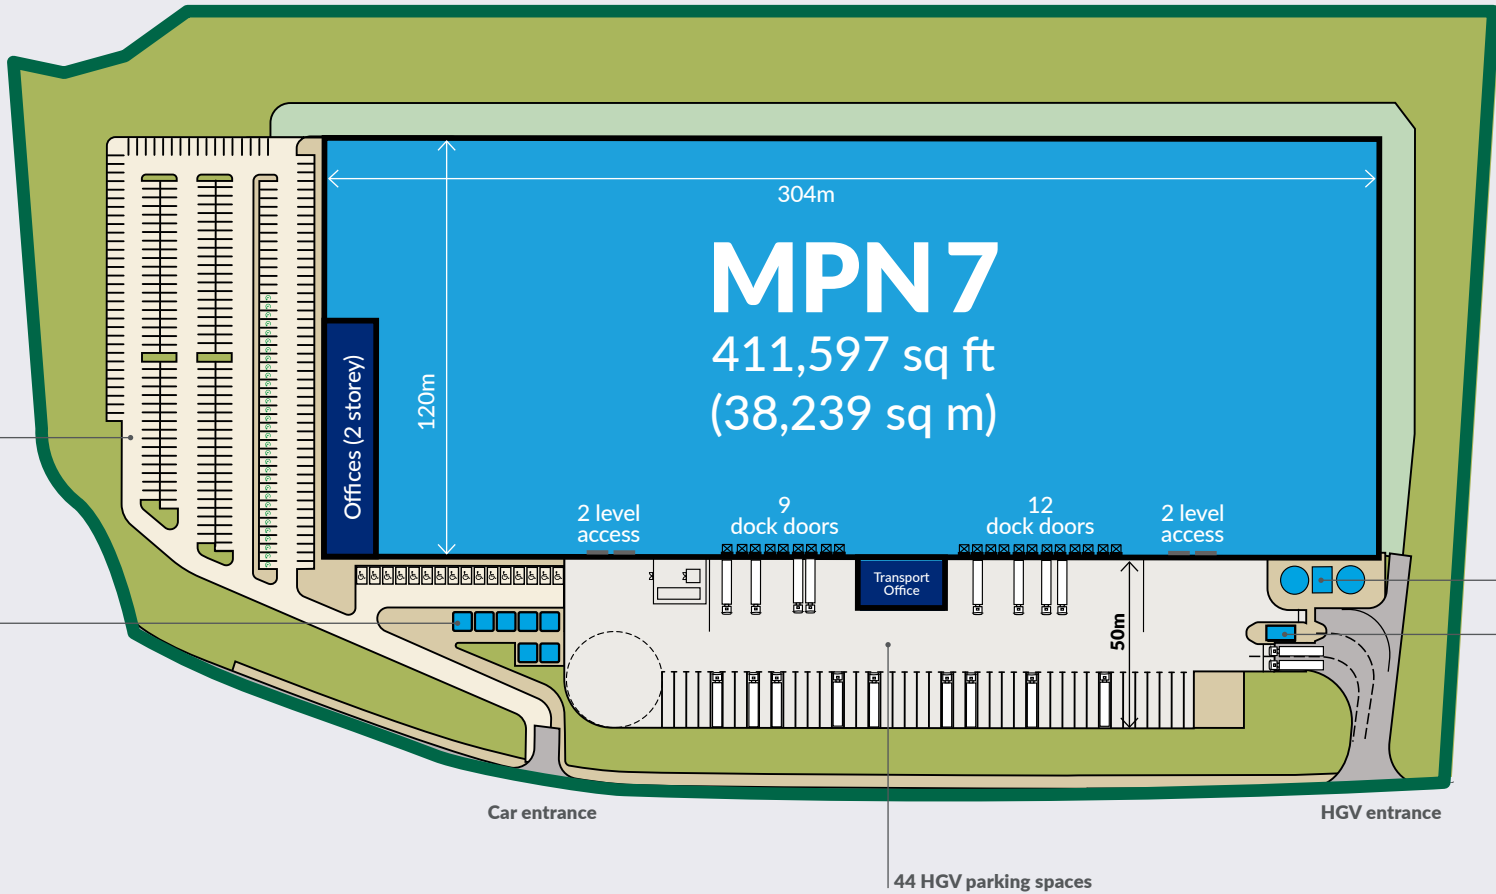 304m
MPN 7
411,597 sq ft
(38,239 sq m)
120m
Offices (2 storey)
2 level
access
9
dock doors
12
dock doors
2 level
access
Transport
Office
50m
Car entrance
HGV entrance
44 HGV parking spaces